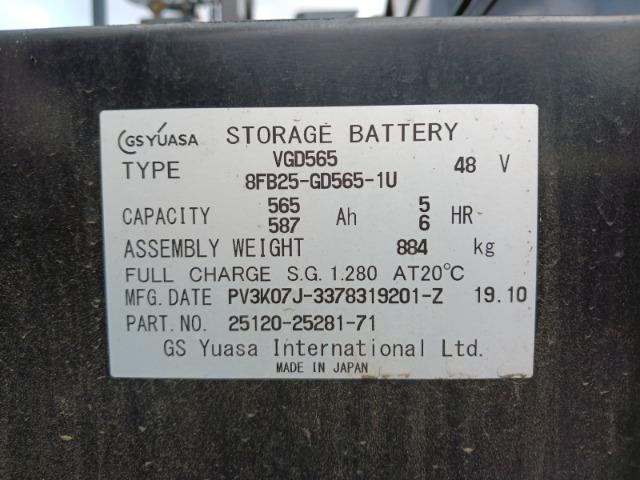 GS YUASA STORAGE BATTERY
TYPE VGD565 48 V
8FB25-GD565-1U
CAPACITY 565 Ah 5 HR
587 6
ASSEMBLY WEIGHT 884 kg
FULL CHARGE S.G. 1.280 AT20℃
MFG.DATE PV3K07J-3378319201-Z 19.10
PART.NO. 25120-25281-71
GS Yuasa International Ltd.
MADE IN JAPAN